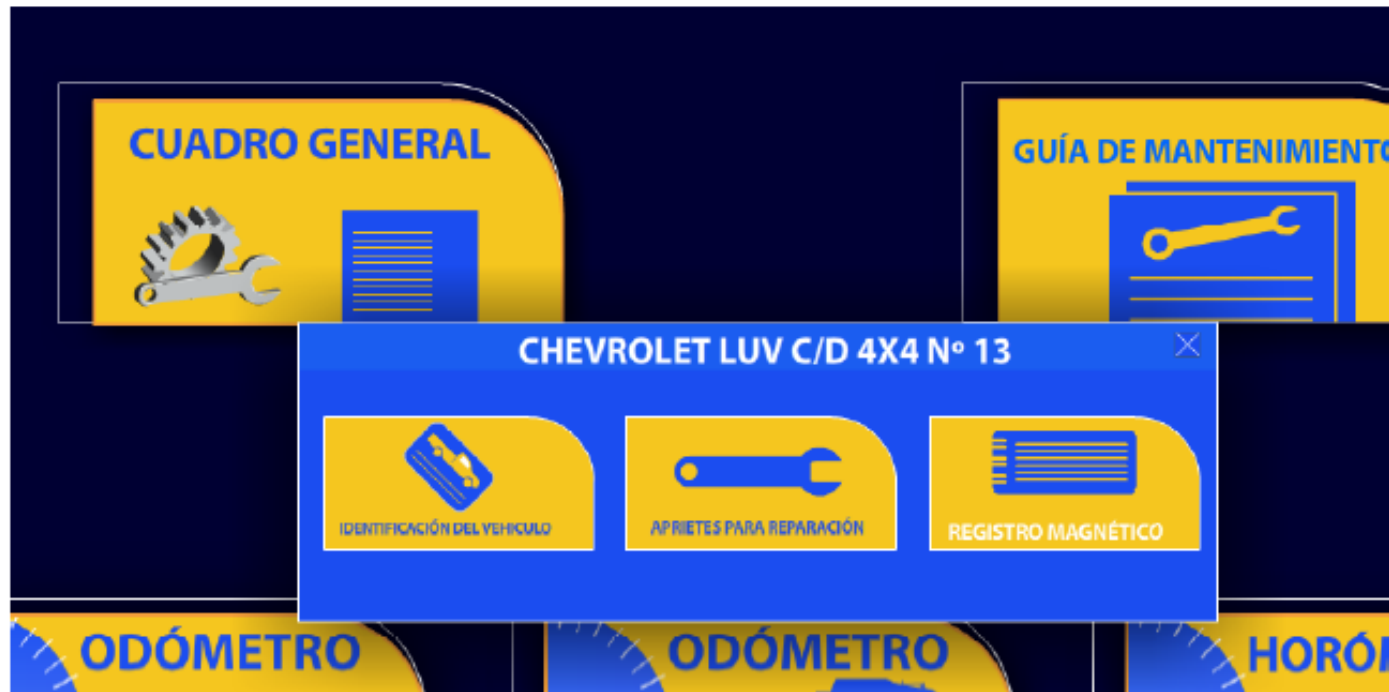 CUADRO GENERAL
GUÍA DE MANTENIMIENTO
CHEVROLET LUV C/D 4X4 Nº 13
IDENTIFICACIÓN DEL VEHICULO
APRIETES PARA REPARACIÓN
REGISTRO MAGNÉTICO
ODÓMETRO
ODÓMETRO